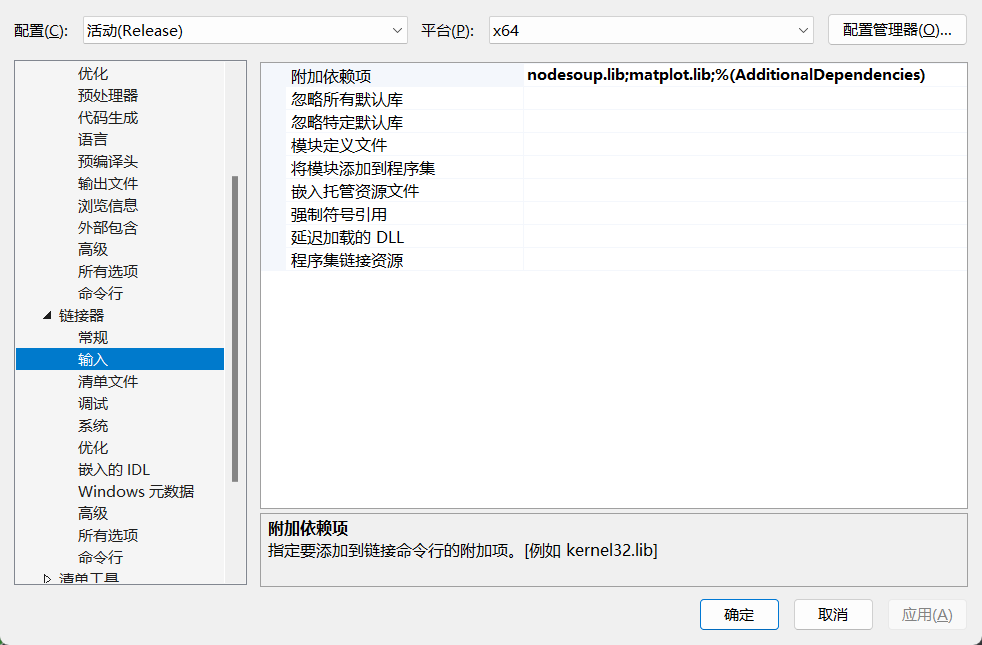 配置(C): 活动(Release) 平台(P): x64 配置管理器(O)...
优化
预处理器
代码生成
语言
预编译头
输出文件
浏览信息
外部包含
高级
所有选项
命令行
链接器
常规
输入
清单文件
调试
系统
优化
嵌入的 IDL
Windows 元数据
高级
所有选项
命令行
清单工具
附加依赖项 nodesoup.lib;matplot.lib;%(AdditionalDependencies)
忽略所有默认库
忽略特定默认库
模块定义文件
将模块添加到程序集
嵌入托管资源文件
强制符号引用
延迟加载的 DLL
程序集链接资源
附加依赖项
指定要添加到链接命令行的附加项。[例如 kernel32.lib]
确定 取消 应用(A)